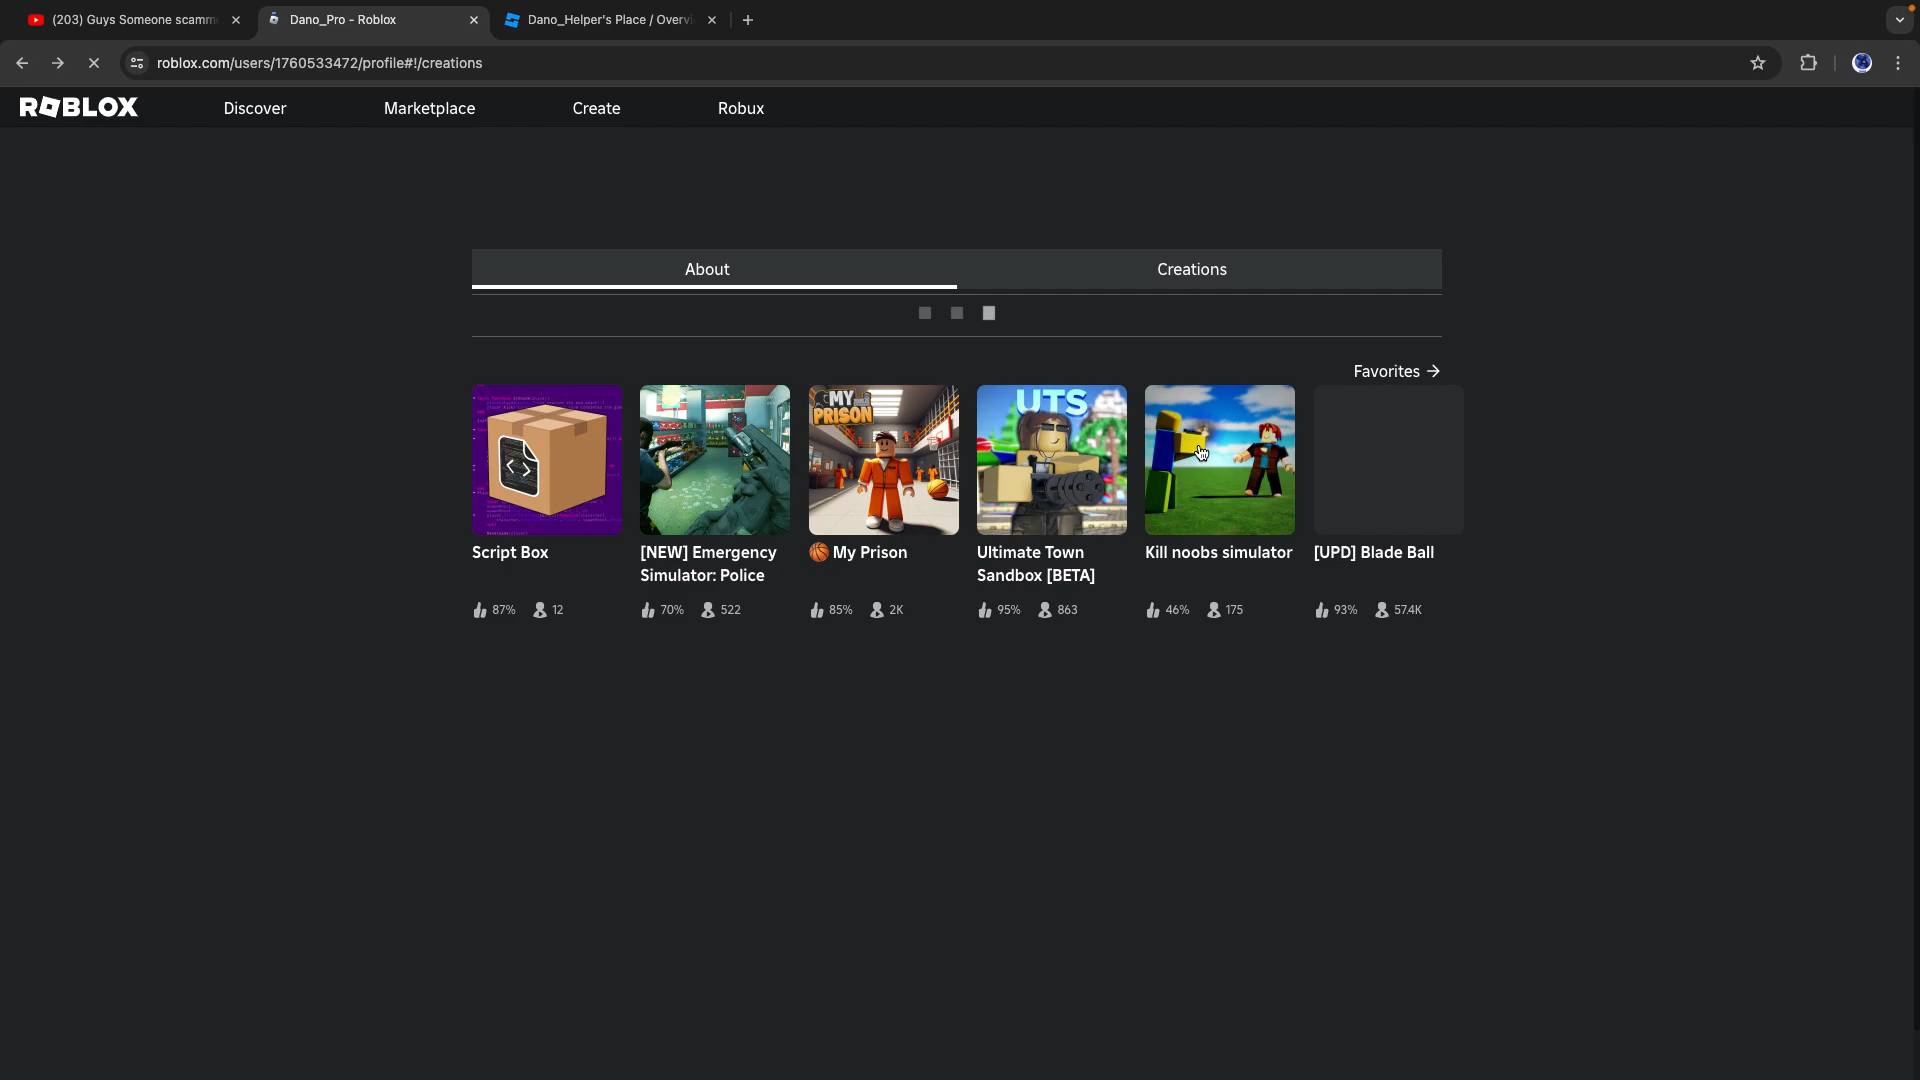 (203) Guys Someone scamm
Dano_Pro - Roblox
Dano_Helper's Place / Overvi
roblox.com/users/1760533472/profile#!/creations
ROBLOX
Discover
Marketplace
Create
Robux
About
Creations
Favorites →
MY
PRISON
UTS
Script Box
[NEW] Emergency
Simulator: Police
🏀 My Prison
Ultimate Town
Sandbox [BETA]
Kill noobs simulator
[UPD] Blade Ball
87% 12
70% 522
85% 2K
95% 863
46% 175
93% 57.4K